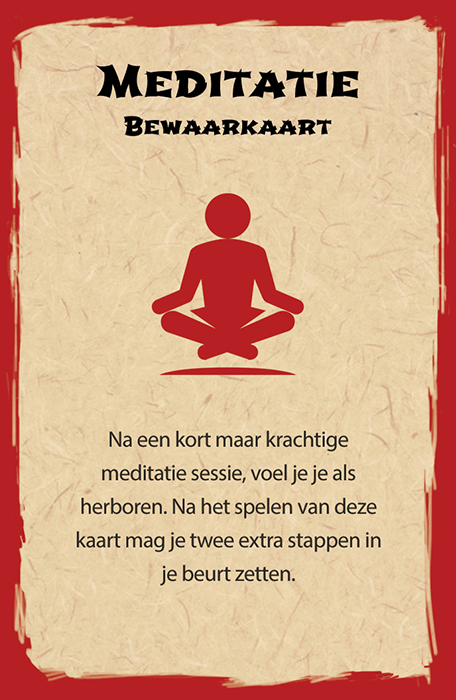 Meditatie
Bewaarkaart
Na een kort maar krachtige
meditatie sessie, voel je je als
herboren. Na het spelen van deze
kaart mag je twee extra stappen in
je beurt zetten.